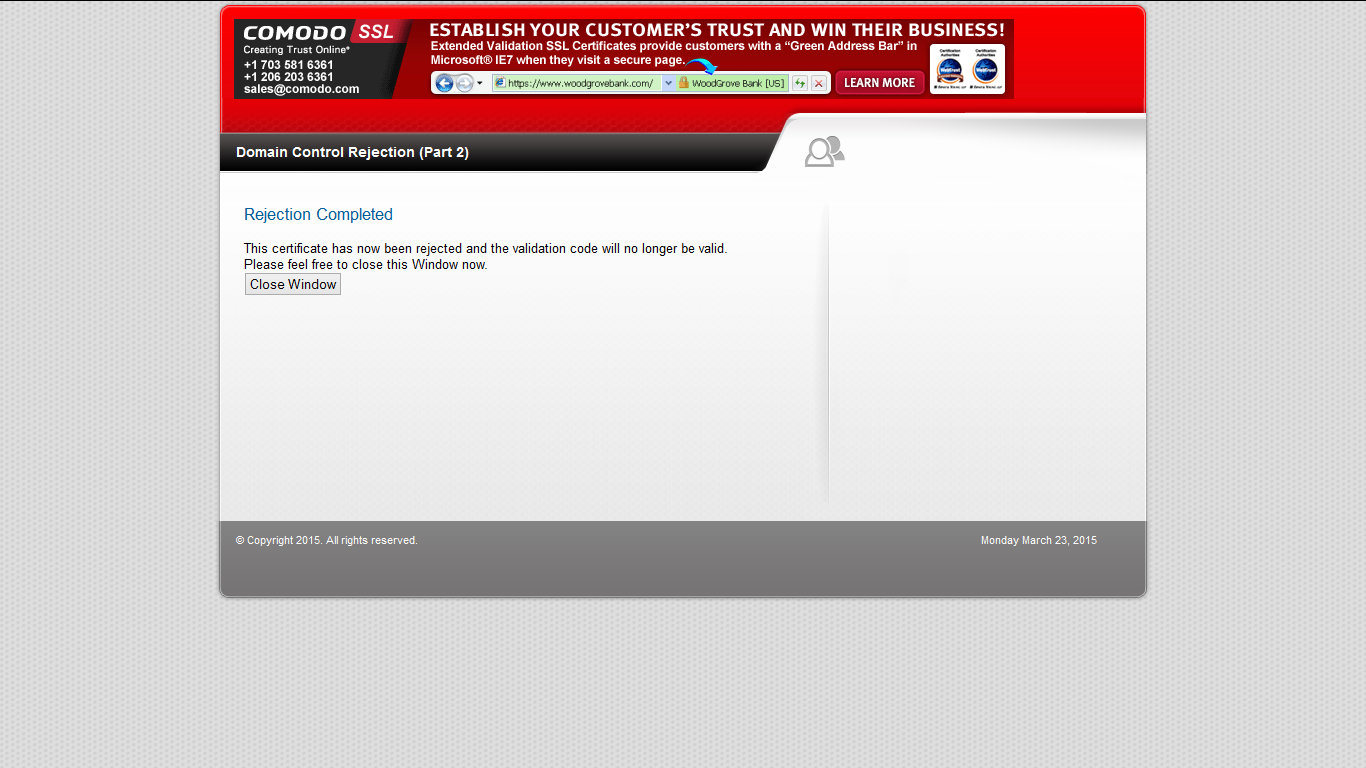 COMODO SSL
Creating Trust Online*
+1 703 581 6361
+1 206 203 6361
sales@comodo.com
ESTABLISH YOUR CUSTOMER'S TRUST AND WIN THEIR BUSINESS!
Extended Validation SSL Certificates provide customers with a “Green Address Bar” in
Microsoft® IE7 when they visit a secure page.
https://www.woodgrovebank.com/
WoodGrove Bank [US]
LEARN MORE
Domain Control Rejection (Part 2)
Rejection Completed
This certificate has now been rejected and the validation code will no longer be valid.
Please feel free to close this Window now.
Close Window
© Copyright 2015. All rights reserved.
Monday March 23, 2015